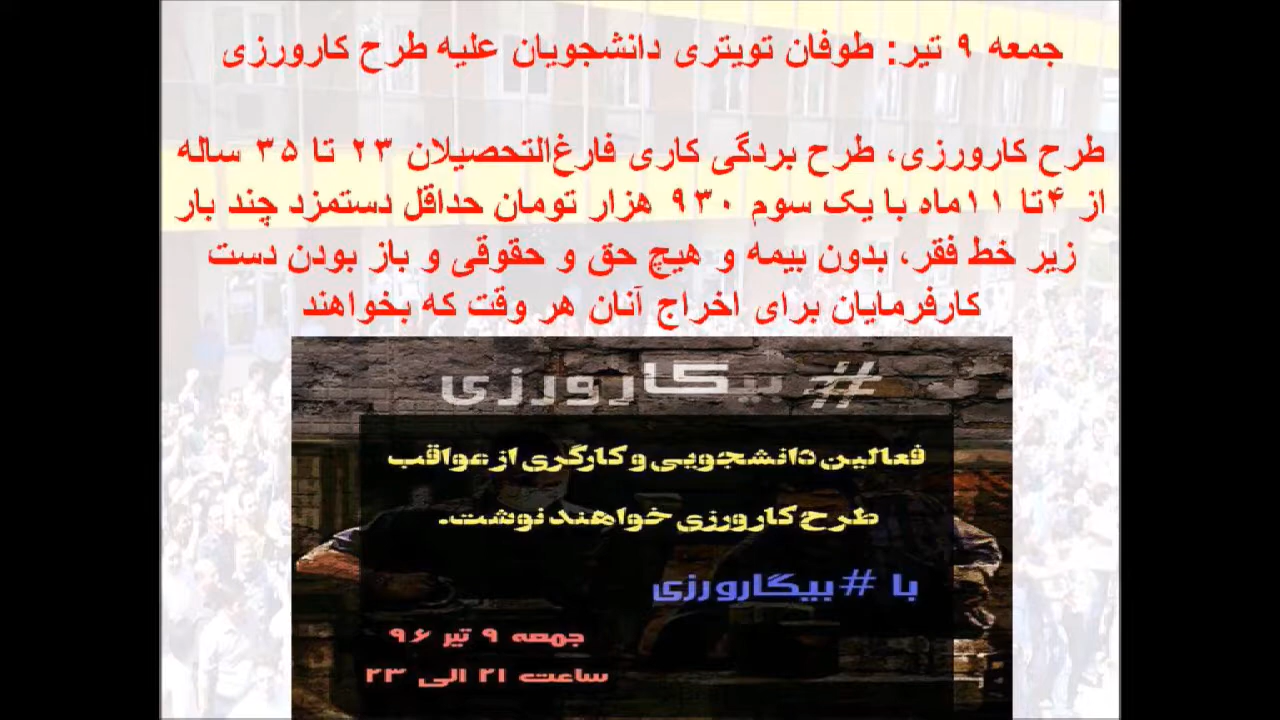 جمعه ۹ تیر: طوفان تویتری دانشجویان علیه طرح کارورزی
طرح کارورزی، طرح بردگی کاری فارغ‌التحصیلان ۲۳ تا ۳۵ ساله
از ۴تا ۱۱ماه با یک سوم ۹۳۰ هزار تومان حداقل دستمزد چند بار
زیر خط فقر، بدون بیمه و هیچ حق و حقوقی و باز بودن دست
کارفرمایان برای اخراج آنان هر وقت که بخواهند
#بیگارورزی
فعالین دانشجویی و کارگری از عواقب
طرح کارورزی خواهند نوشت.
با #بیگارورزی
جمعه ۹ تیر ۹۶
ساعت ۲۱ الی ۲۳